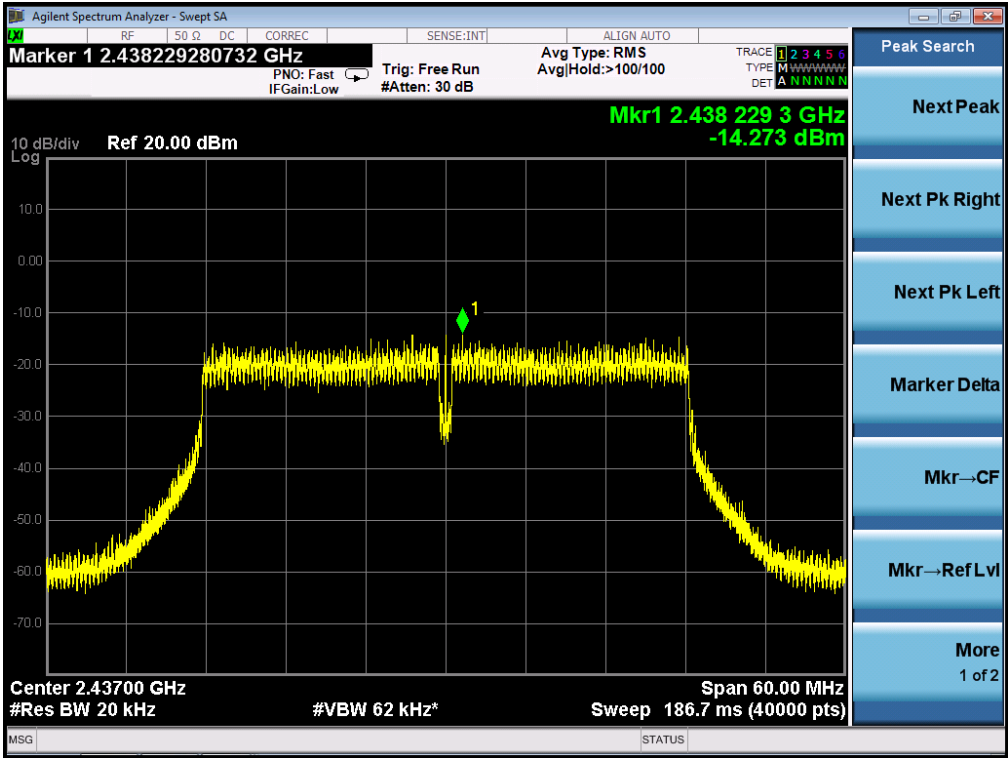 Agilent Spectrum Analyzer - Swept SA
LXI RF 50 Ω DC CORREC SENSE:INT ALIGN AUTO
Marker 1 2.438229280732 GHz
PNO: Fast
IFGain:Low
Trig: Free Run
#Atten: 30 dB
Avg Type: RMS
Avg|Hold:>100/100
TRACE 1 2 3 4 5 6
TYPE M WWWWW
DET A N N N N N
Mkr1 2.438 229 3 GHz
-14.273 dBm
10 dB/div Ref 20.00 dBm
Log
10.0
0.00
-10.0
-20.0
-30.0
-40.0
-50.0
-60.0
-70.0
1
Center 2.43700 GHz Span 60.00 MHz
#Res BW 20 kHz #VBW 62 kHz* Sweep 186.7 ms (40000 pts)
MSG STATUS
Peak Search
Next Peak
Next Pk Right
Next Pk Left
Marker Delta
Mkr→CF
Mkr→Ref Lvl
More
1 of 2